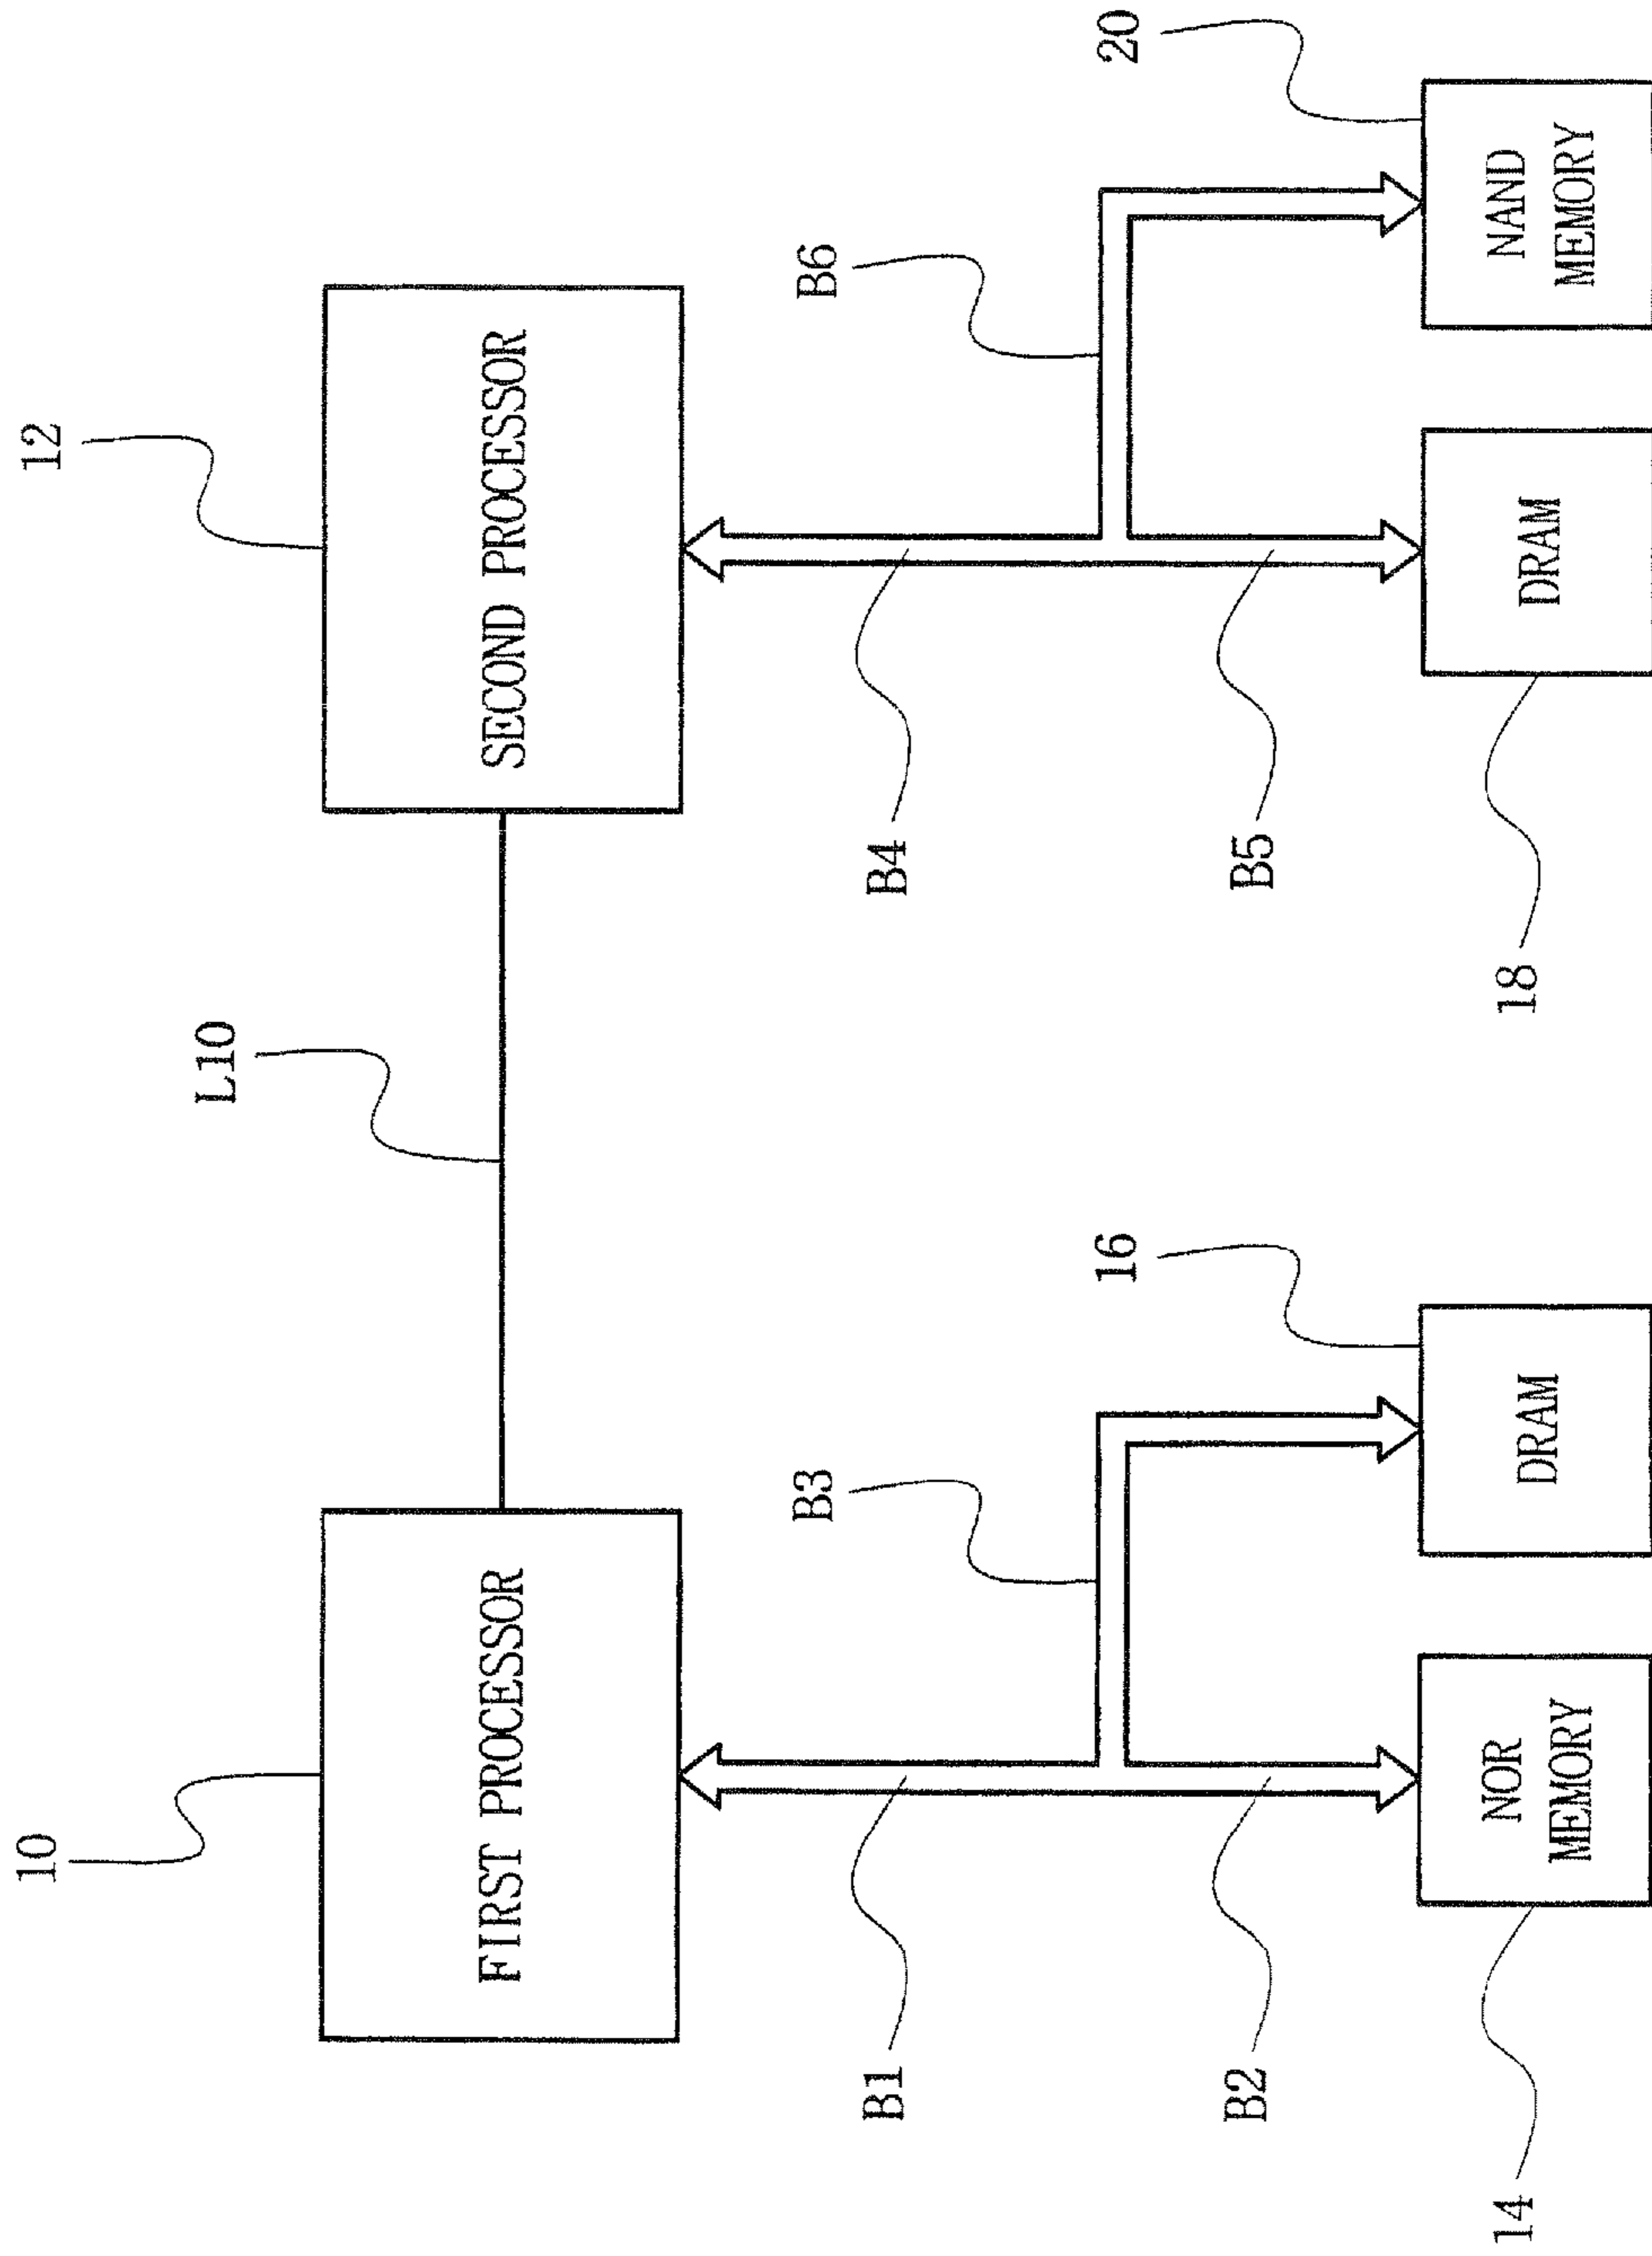 10
FIRST PROCESSOR
L10
12
SECOND PROCESSOR
B1
B3
B4
B6
B2
B5
16
20
NOR
MEMORY
DRAM
DRAM
NAND
MEMORY
14
18